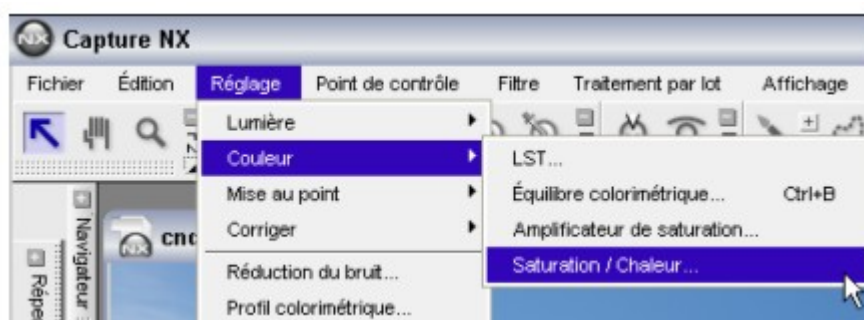 NX Capture NX
Fichier Édition Réglage Point de contrôle Filtre Traitement par lot Affichage
Lumière
Couleur
LST...
Mise au point
Équilibre colorimétrique... Ctrl+B
Corriger
Amplificateur de saturation...
Réduction du bruit...
Saturation / Chaleur...
Profil colorimétrique...
Navigateur